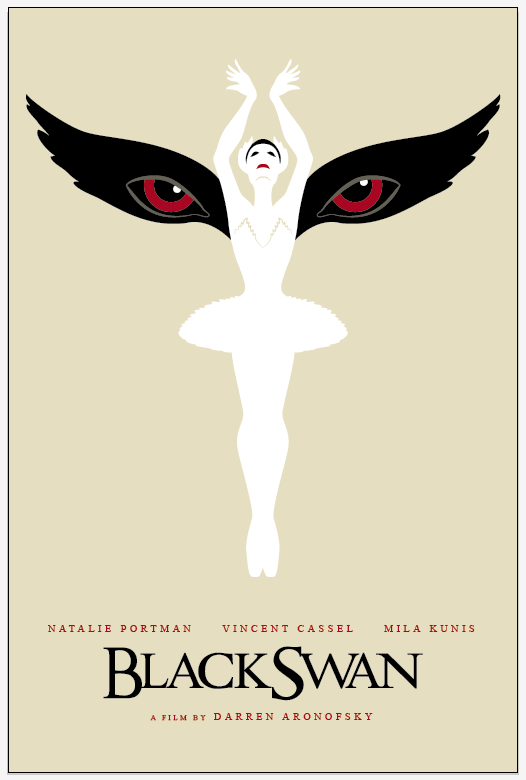 NATALIE PORTMAN VINCENT CASSEL MILA KUNIS
BLACKSWAN
A FILM BY DARREN ARONOFSKY